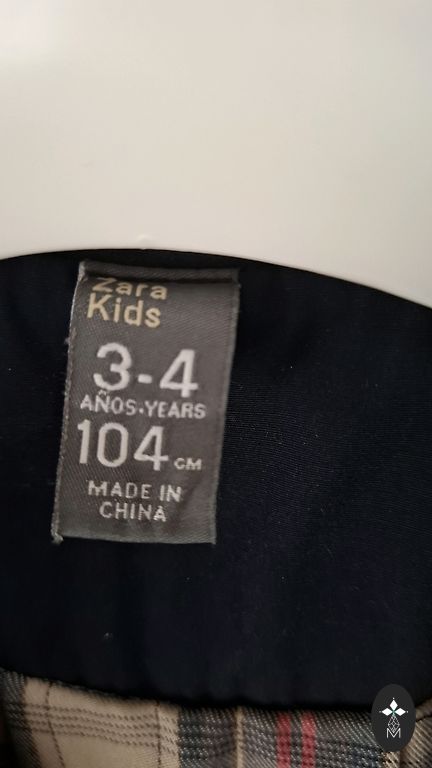 Zara
Kids
3-4
AÑOS-YEARS
104 CM
MADE IN
CHINA
M